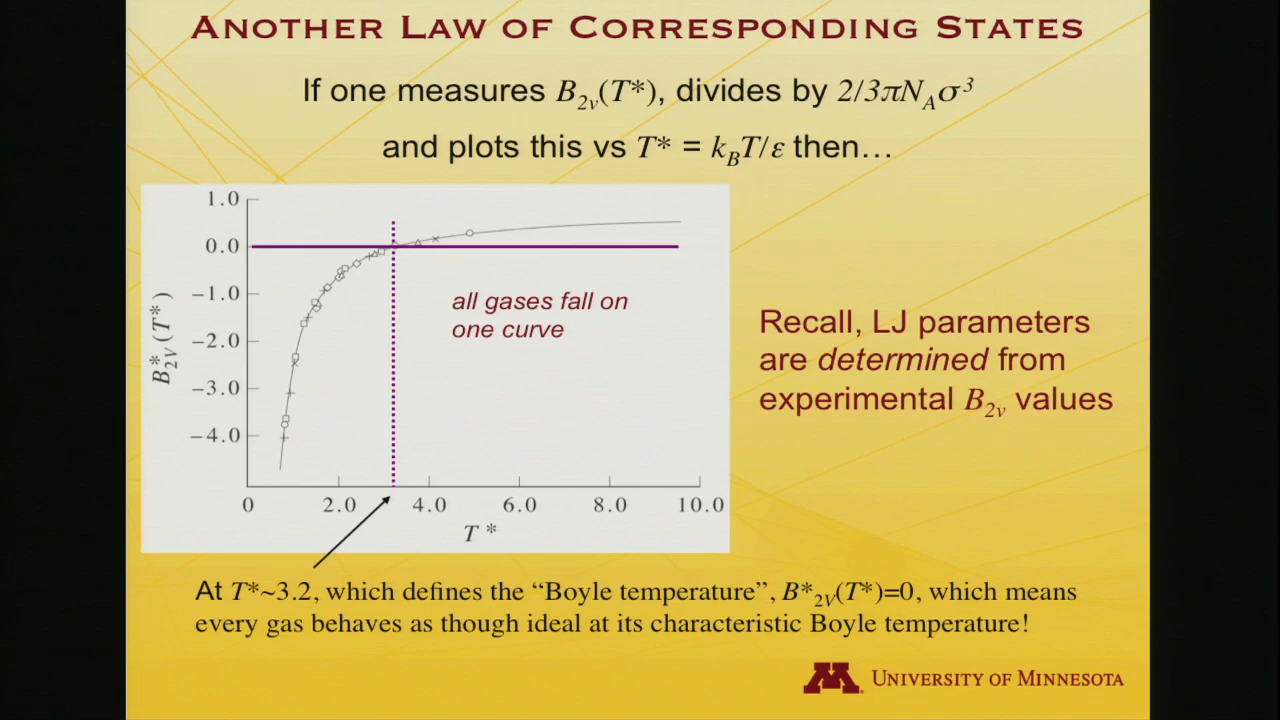 ANOTHER LAW OF CORRESPONDING STATES
If one measures B2v(T*), divides by 2/3πNAσ³
and plots this vs T* = kBT/ε then…
1.0
0.0
−1.0
−2.0
−3.0
−4.0
B*2V(T*)
all gases fall on
one curve
0 2.0 4.0 6.0 8.0 10.0
T*
Recall, LJ parameters
are determined from
experimental B2v values
At T*~3.2, which defines the “Boyle temperature”, B*2V(T*)=0, which means
every gas behaves as though ideal at its characteristic Boyle temperature!
M UNIVERSITY OF MINNESOTA